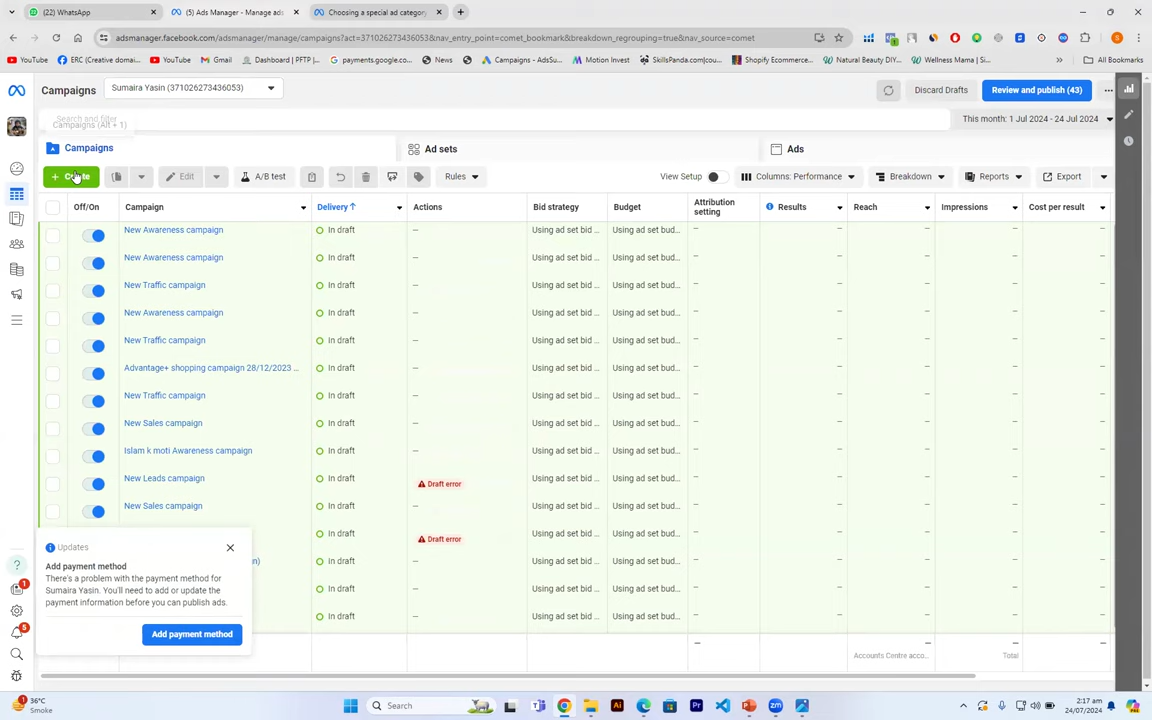 (22) WhatsApp
(5) Ads Manager - Manage ads
Choosing a special ad category
adsmanager.facebook.com/adsmanager/manage/campaigns?act=371026273436053&nav_entry_point=comet_bookmark&breakdown_regrouping=true&nav_source=comet
YouTube
ERC (Creative domai...
YouTube
Gmail
Dashboard | PFTP |...
payments.google.co...
News
Campaigns - AdsSu...
Motion Invest
SkillsPanda.com/cou...
Shopify Ecommerce...
Natural Beauty DIY...
Wellness Mama | Si...
All Bookmarks
Campaigns
Sumaira Yasin (371026273436053)
Discard Drafts
Review and publish (43)
Search and filter
Campaigns (Alt + 1)
This month: 1 Jul 2024 - 24 Jul 2024
Campaigns
Ad sets
Ads
Edit
A/B test
Rules
View Setup
Columns: Performance
Breakdown
Reports
Export
Off/On
Campaign
Delivery ↑
Actions
Bid strategy
Budget
Attribution setting
Results
Reach
Impressions
Cost per result
New Awareness campaign In draft – Using ad set bid ... Using ad set bud...
New Awareness campaign In draft – Using ad set bid ... Using ad set bud...
New Traffic campaign In draft – Using ad set bid ... Using ad set bud...
New Awareness campaign In draft – Using ad set bid ... Using ad set bud...
New Traffic campaign In draft – Using ad set bid ... Using ad set bud...
Advantage+ shopping campaign 28/12/2023 ... In draft – Using ad set bid ... Using ad set bud...
New Traffic campaign In draft – Using ad set bid ... Using ad set bud...
New Sales campaign In draft – Using ad set bid ... Using ad set bud...
Islam k moti Awareness campaign In draft – Using ad set bid ... Using ad set bud...
New Leads campaign In draft Draft error Using ad set bid ... Using ad set bud...
New Sales campaign In draft – Using ad set bid ... Using ad set bud...
In draft Draft error Using ad set bid ... Using ad set bud...
In draft – Using ad set bid ... Using ad set bud...
In draft – Using ad set bid ... Using ad set bud...
In draft – Using ad set bid ... Using ad set bud...
Updates
Add payment method
There's a problem with the payment method for
Sumaira Yasin. You'll need to add or update the
payment information before you can publish ads.
Add payment method
Accounts Centre acco...
Total
1
5
1
36°C
Search
2:17 am
24/07/2024